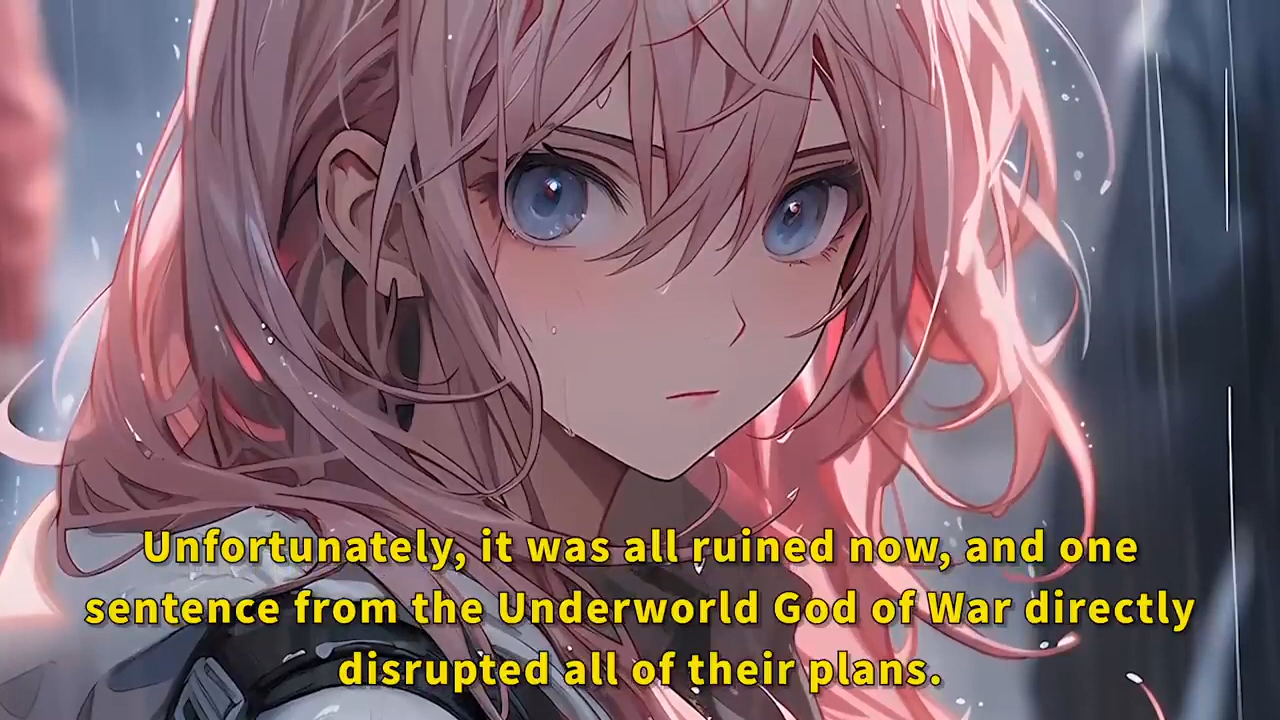 Unfortunately, it was all ruined now, and one
sentence from the Underworld God of War directly
disrupted all of their plans.